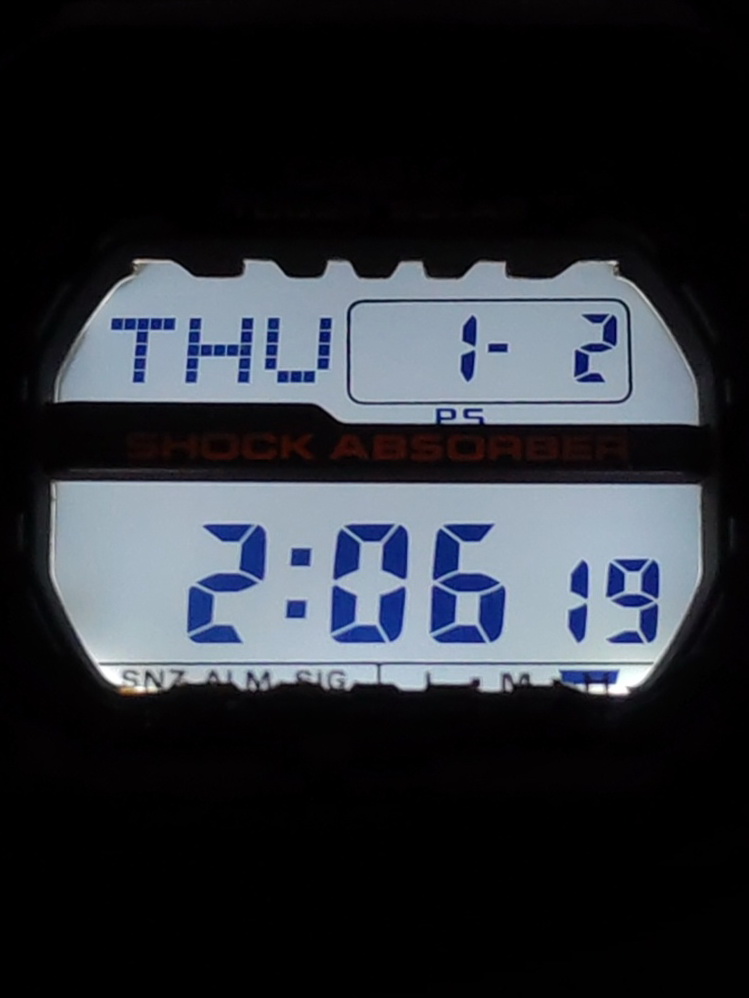 THU 1- 2
PS
SHOCK ABSORBER
2:06 19
SNZ ALM SIG L M H